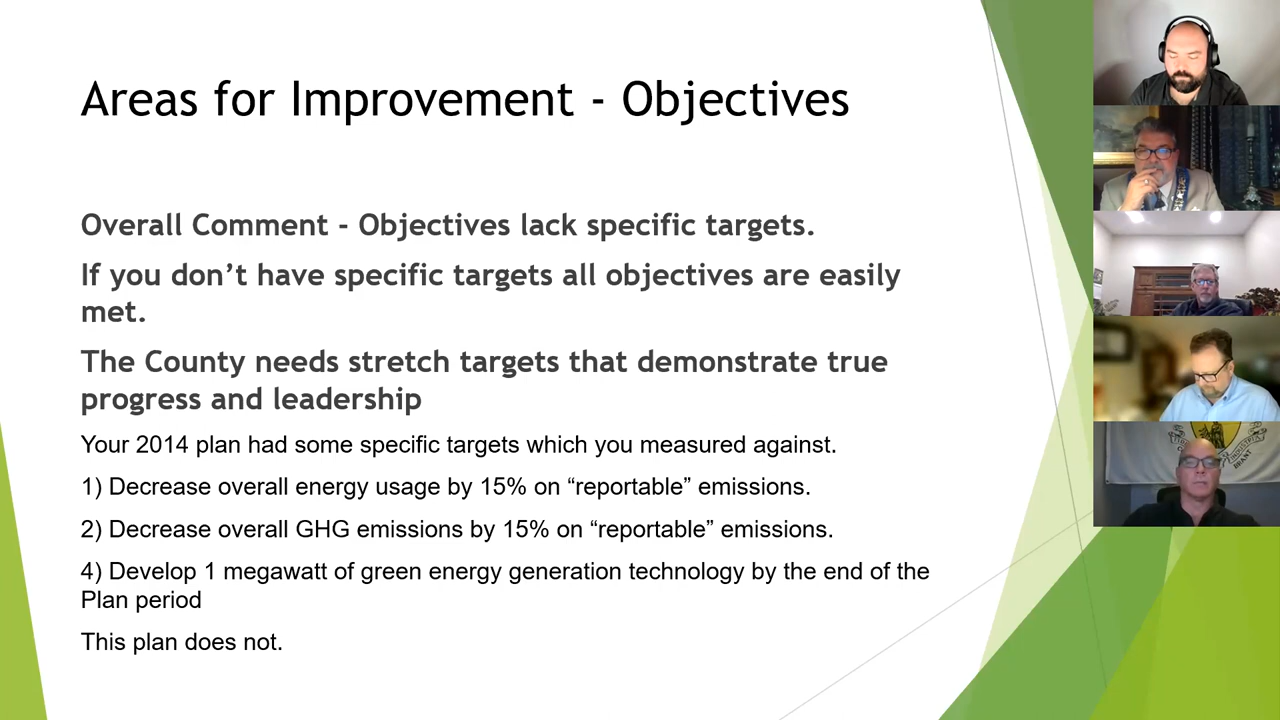 Areas for Improvement - Objectives
Overall Comment - Objectives lack specific targets.
If you don’t have specific targets all objectives are easily
met.
The County needs stretch targets that demonstrate true
progress and leadership
Your 2014 plan had some specific targets which you measured against.
1) Decrease overall energy usage by 15% on “reportable” emissions.
2) Decrease overall GHG emissions by 15% on “reportable” emissions.
4) Develop 1 megawatt of green energy generation technology by the end of the
Plan period
This plan does not.
BRANT